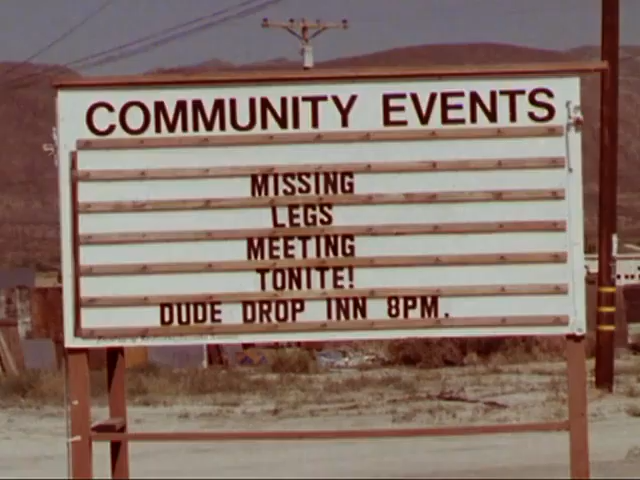 COMMUNITY EVENTS
MISSING
LEGS
MEETING
TONITE!
DUDE DROP INN 8PM.